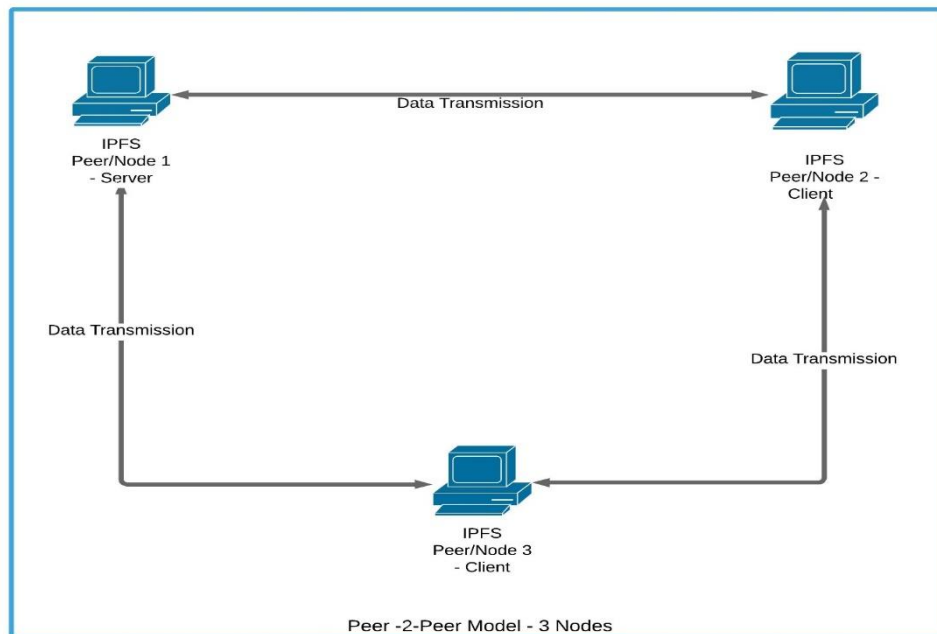 Data Transmission
IPFS
Peer/Node 1
- Server
IPFS
Peer/Node 2 -
Client
Data Transmission
Data Transmission
IPFS
Peer/Node 3
- Client
Peer -2-Peer Model - 3 Nodes